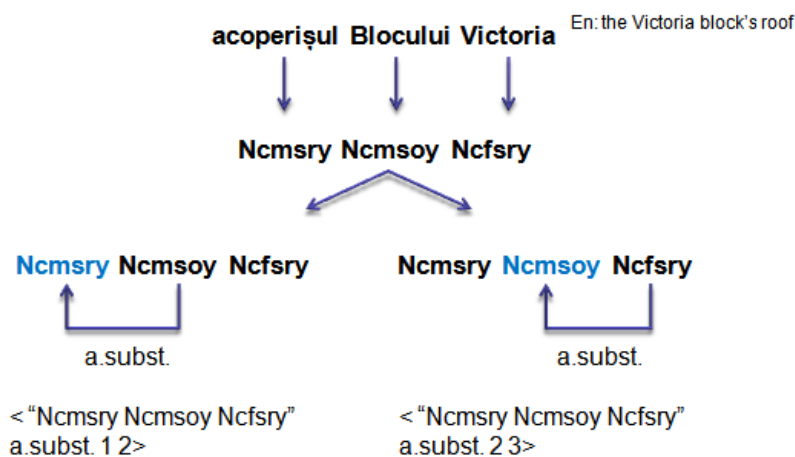 acoperișul Blocului Victoria
En: the Victoria block's roof
Ncmsry Ncmsoy Ncfsry
Ncmsry Ncmsoy Ncfsry
a.subst.
< "Ncmsry Ncmsoy Ncfsry"
a.subst. 1 2>
Ncmsry Ncmsoy Ncfsry
a.subst.
< "Ncmsry Ncmsoy Ncfsry"
a.subst. 2 3>